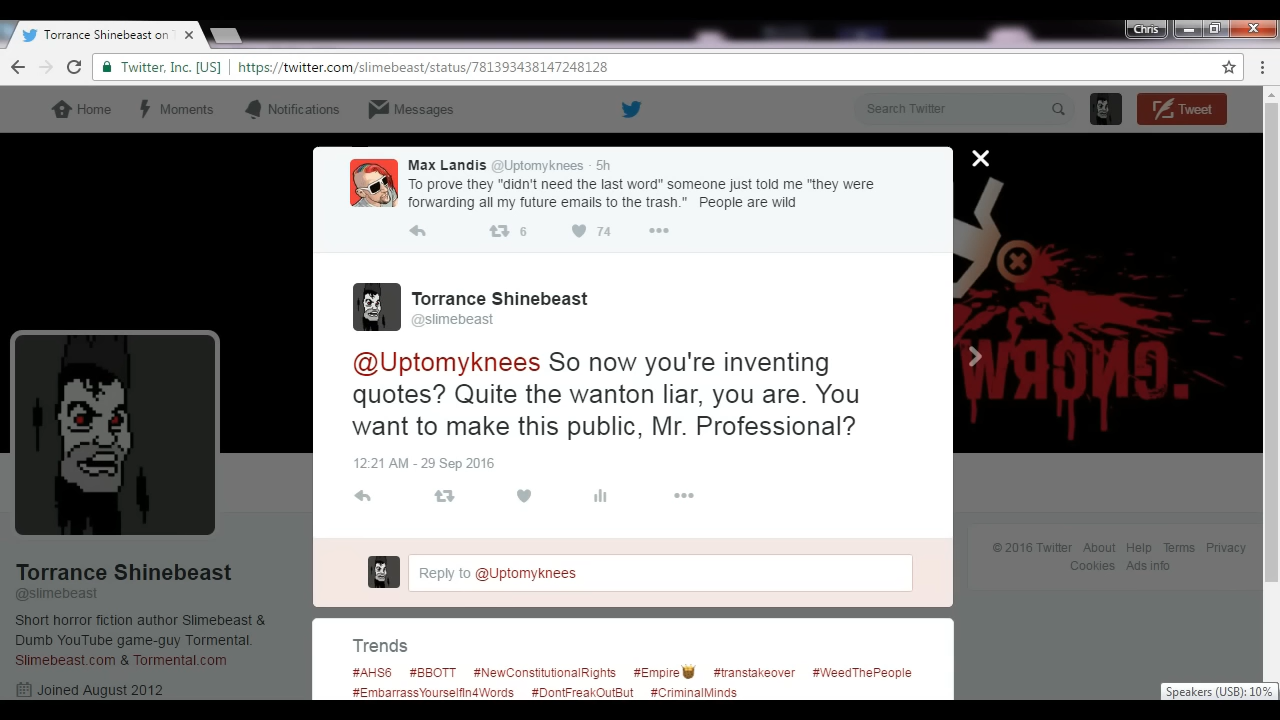 Torrance Shinebeast on T
Chris
Twitter, Inc. [US] https://twitter.com/slimebeast/status/781393438147248128
Home Moments Notifications Messages Search Twitter Tweet
Max Landis @Uptomyknees · 5h
To prove they "didn't need the last word" someone just told me "they were
forwarding all my future emails to the trash." People are wild
6 74
Torrance Shinebeast
@slimebeast
@Uptomyknees So now you're inventing
quotes? Quite the wanton liar, you are. You
want to make this public, Mr. Professional?
12:21 AM - 29 Sep 2016
Reply to @Uptomyknees
Torrance Shinebeast
@slimebeast
Short horror fiction author Slimebeast &
Dumb YouTube game-guy Tormental.
Slimebeast.com & Tormental.com
Joined August 2012
© 2016 Twitter About Help Terms Privacy
Cookies Ads info
Trends
#AHS6 #BBOTT #NewConstitutionalRights #Empire #transtakeover #WeedThePeople
#EmbarrassYourselfIn4Words #DontFreakOutBut #CriminalMinds
Speakers (USB): 10%